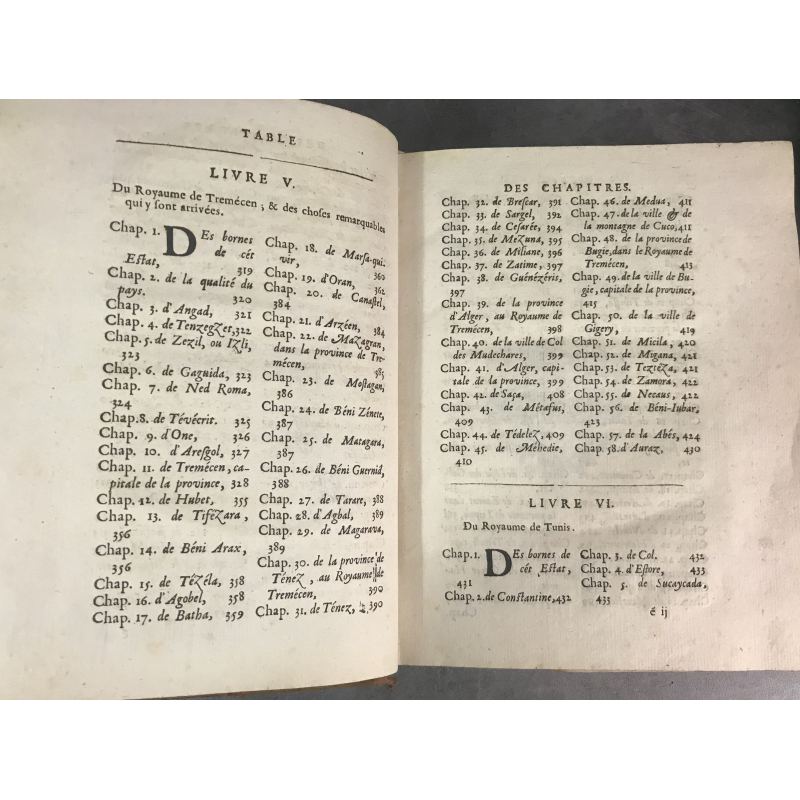 TABLE
LIVRE V.
Du Royaume de Tremécen ; & des choses remarquables
qui y sont arrivées.
Chap. 1. DEs bornes
de cét
Estat, 319
Chap. 2. de la qualité du
pays. 320
Chap. 3. d'Angad, 321
Chap. 4. de Tenzegzet, 322
Chap. 5. de Zezil, ou Izli,
323
Chap. 6. de Gaguida, 323
Chap. 7. de Ned Roma,
324
Chap. 8. de Tévécrit. 325
Chap. 9. d'One, 326
Chap. 10. d'Aresgol, 327
Chap. 11. de Tremécen, ca-
pitale de la province, 328
Chap. 12. de Hubet, 355
Chap. 13. de Tifézara,
356
Chap. 14. de Béni Arax,
356
Chap. 15. de Tézéla, 358
Chap. 16. d'Agobel, 358
Chap. 17. de Batha, 359
Chap. 18. de Marsa-qui-
vir, 360
Chap. 19. d'Oran, 362
Chap. 20. de Canastel,
384
Chap. 21. d'Arzéen, 384
Chap. 22. de Mazagran,
dans la province de Tre-
mécen, 385
Chap. 23. de Mostagan,
386
Chap. 24. de Béni Zénete,
387
Chap. 25. de Matagara,
387
Chap. 26. de Béni Guernid,
388
Chap. 27. de Tarare, 388
Chap. 28. d'Agbal, 389
Chap. 29. de Magarava,
389
Chap. 30. de la province de
Ténez, au Royaume de
Tremécen, 390
Chap. 31. de Ténez, 390
DES CHAPITRES.
Chap. 32. de Brescar, 391
Chap. 33. de Sargel, 392
Chap. 34. de Cesarée, 394
Chap. 35. de Mezuna, 395
Chap. 36. de Miliane, 396
Chap. 37. de Zatime, 397
Chap. 38. de Guénézéris,
397
Chap. 39. de la province
d'Alger, au Royaume de
Tremécen, 398
Chap. 40. de la ville de Col
des Mudechares, 399
Chap. 41. d'Alger, capi-
tale de la province, 399
Chap. 42. de Saça, 408
Chap. 43. de Métafus,
409
Chap. 44. de Tédelez, 409
Chap. 45. de Méhedie,
410
Chap. 46. de Medua, 411
Chap. 47. de la ville & de
la montagne de Cuco, 411
Chap. 48. de la province de
Bugie, dans le Royaume de
Tremécen, 413
Chap. 49. de la ville de Bu-
gie, capitale de la province,
415
Chap. 50. de la ville de
Gigery, 419
Chap. 51. de Micila, 420
Chap. 52. de Migana, 421
Chap. 53. de Teztéza, 421
Chap. 54. de Zamora, 422
Chap. 55. de Necaus, 422
Chap. 56. de Béni-Iubar,
423
Chap. 57. de la Abés, 424
Chap. 58. d'Auraz, 430
LIVRE VI.
Du Royaume de Tunis.
Chap. 1. DEs bornes de
cét Estat,
431
Chap. 2. de Constantine, 432
Chap. 3. de Col. 432
Chap. 4. d'Estore, 433
Chap. 5. de Sucaycada,
433
é ij